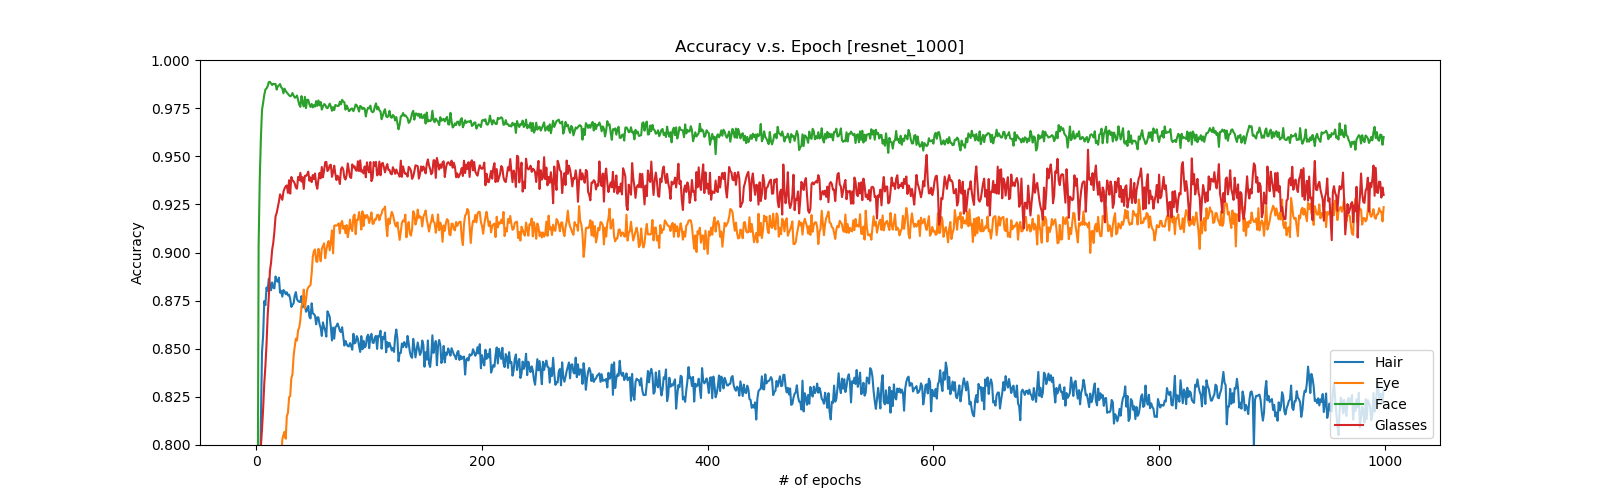 Accuracy v.s. Epoch [resnet_1000]
1.000
0.975
0.950
0.925
0.900
0.875
0.850
0.825
0.800
Accuracy
0
200
400
600
800
1000
# of epochs
Hair
Eye
Face
Glasses